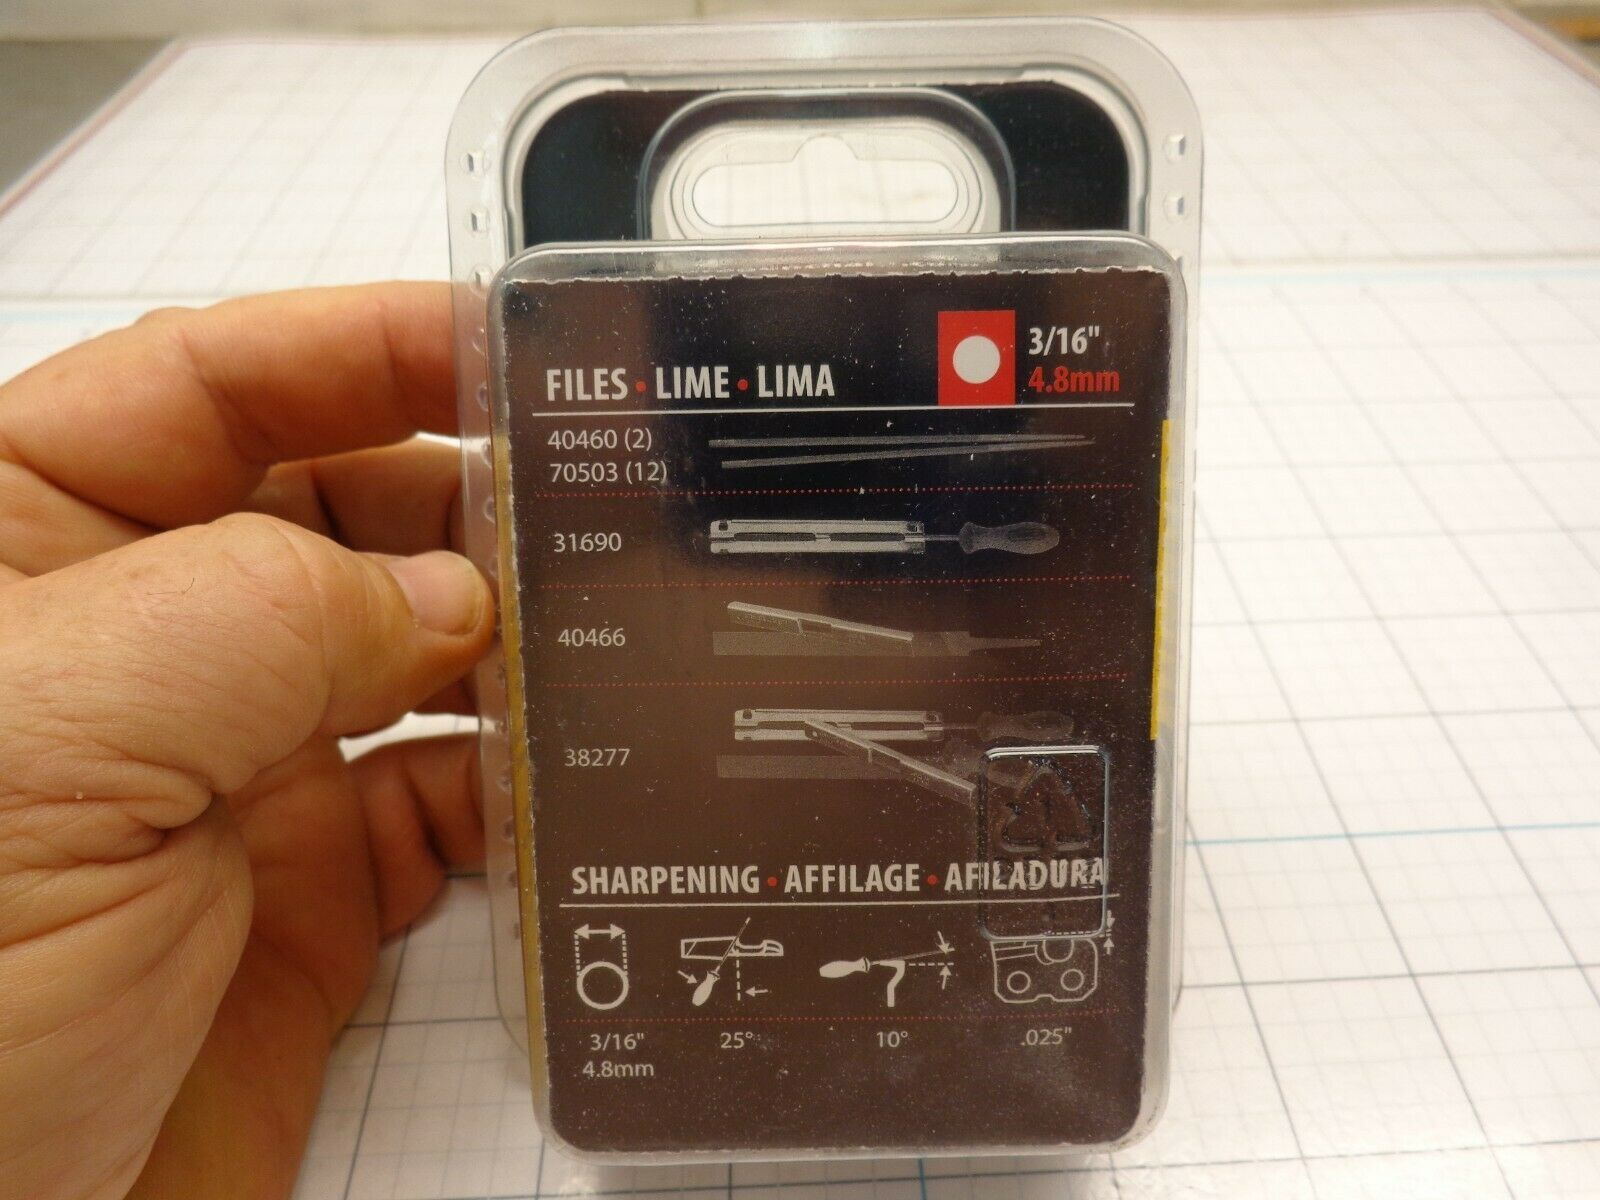 3/16"
4.8mm
FILES • LIME • LIMA
40460 (2)
70503 (12)
31690
40466
38277
SHARPENING • AFFILAGE • AFILADURA
3/16" 25° 10° .025"
4.8mm